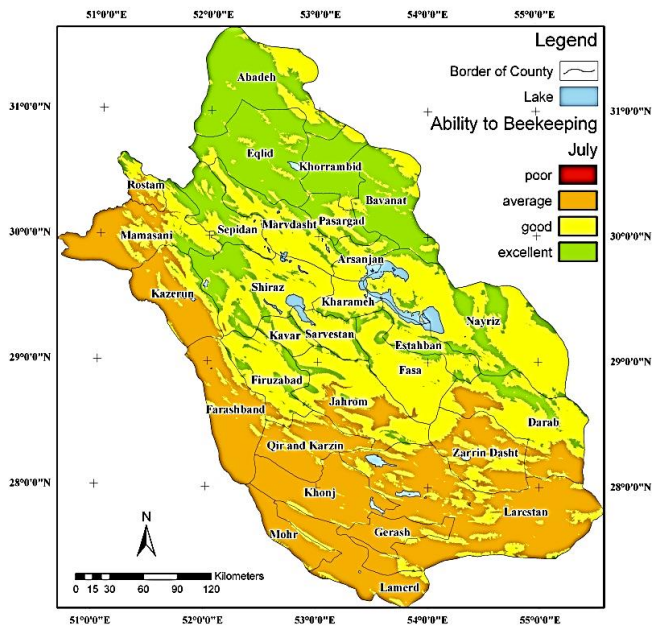 51°0'0"E 52°0'0"E 53°0'0"E 54°0'0"E 55°0'0"E
Legend
Border of County
Lake
Ability to Beekeeping
July
poor
average
good
excellent
31°0'0"N 31°0'0"N
30°0'0"N 30°0'0"N
29°0'0"N 29°0'0"N
28°0'0"N 28°0'0"N
Abadeh
Eqlid
Khorrambid
Rostam
Bavanat
Mamasani
Sepidan
Marvdasht
Pasargad
Arsanjan
Kazerun
Shiraz
Kharameh
Nayriz
Kavar
Sarvestan
Estahban
Fasa
Firuzabad
Farashband
Jahrom
Darab
Qir and Karzin
Zarrin Dasht
Khonj
Larestan
Mohr
Gerash
Lamerd
N
Kilometers
0 15 30 60 90 120
51°0'0"E 52°0'0"E 53°0'0"E 54°0'0"E 55°0'0"E